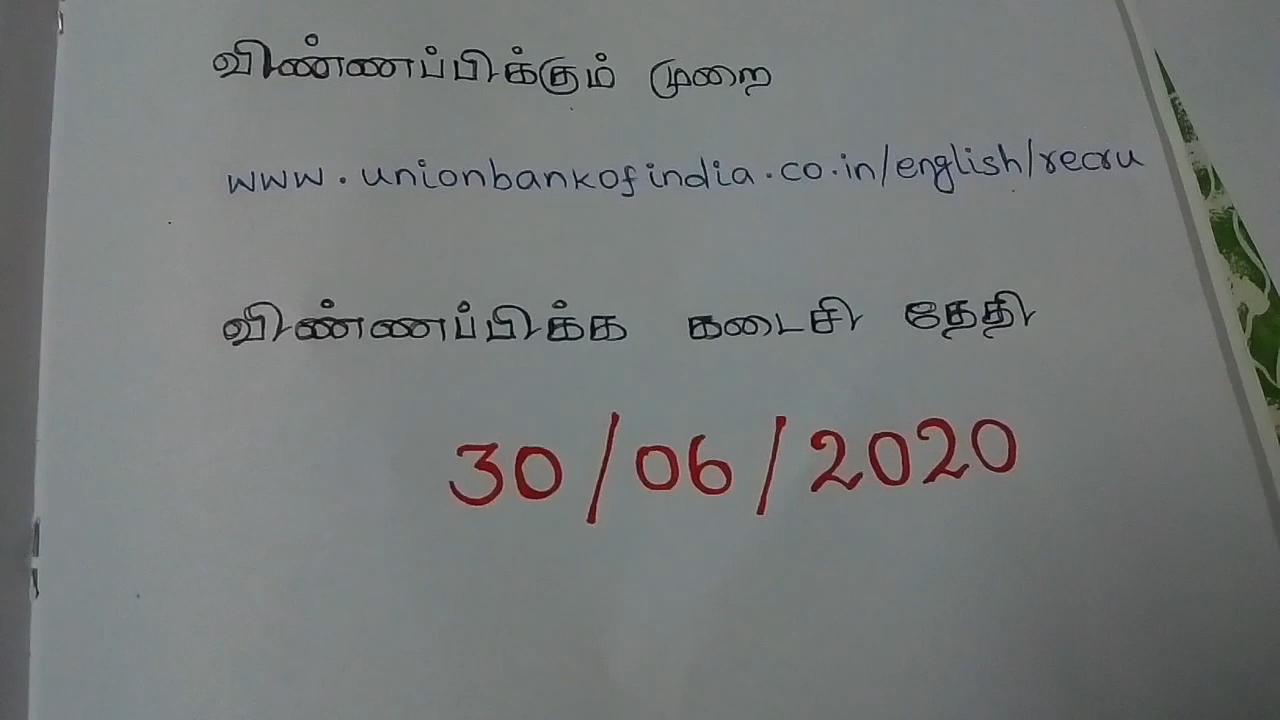 விண்ணப்பிக்கும் முறை
www.unionbankofindia.co.in/english/recru
விண்ணப்பிக்க கடைசி தேதி
30/06/2020